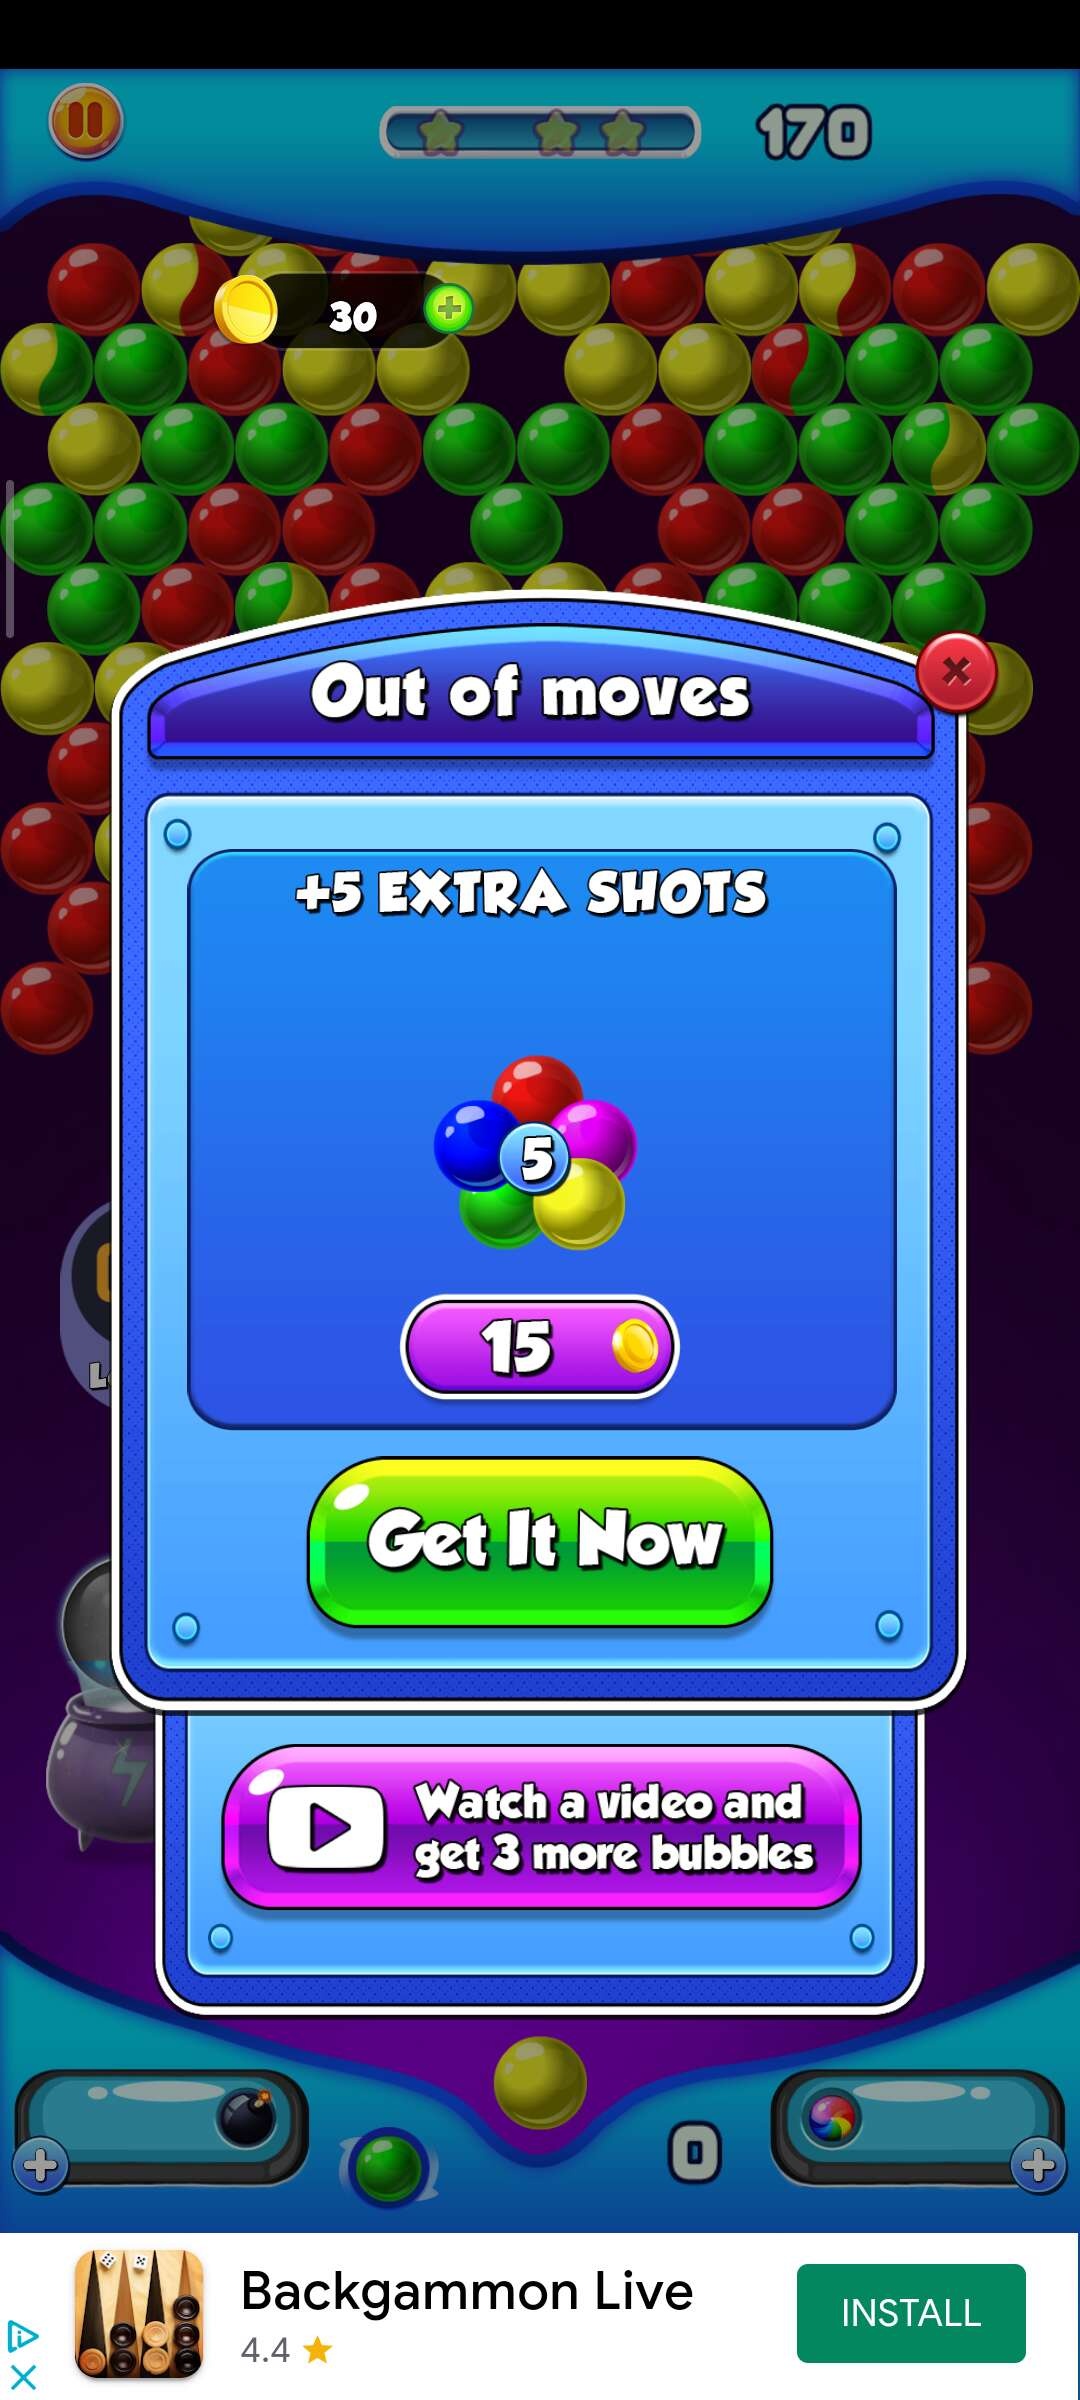 170
30
Out of moves
+5 EXTRA SHOTS
5
15
Get It Now
Watch a video and
get 3 more bubbles
0
Backgammon Live
4.4
INSTALL